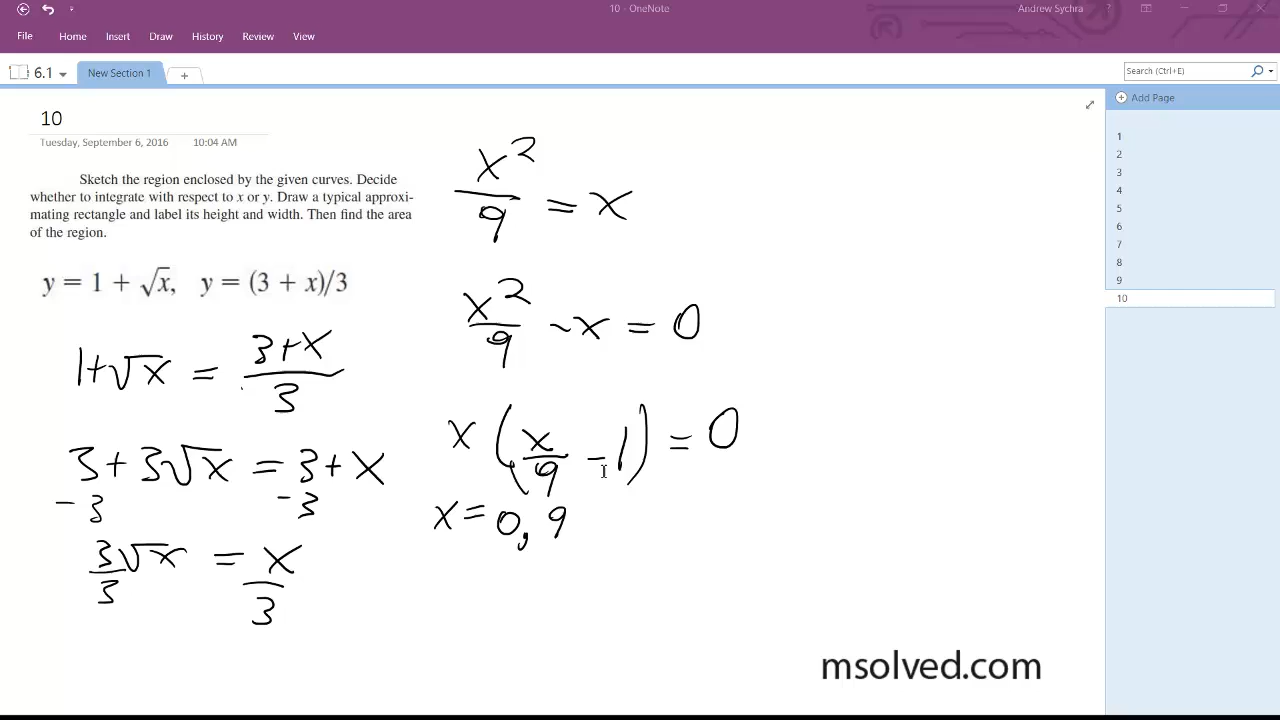 10 - OneNote
Andrew Sychra
?
File Home Insert Draw History Review View
6.1
New Section 1
+
Search (Ctrl+E)
10
Tuesday, September 6, 2016 10:04 AM
Sketch the region enclosed by the given curves. Decide
whether to integrate with respect to x or y. Draw a typical approxi-
mating rectangle and label its height and width. Then find the area
of the region.
y = 1 + √x, y = (3 + x)/3
1+√x = (3+x)/3
3 + 3√x = 3 + x
-3 -3
3√x/3 = x/3
x²/9 = x
x²/9 - x = 0
x (x/9 - 1) = 0
x = 0, 9
Add Page
1
2
3
4
5
6
7
8
9
10
msolved.com